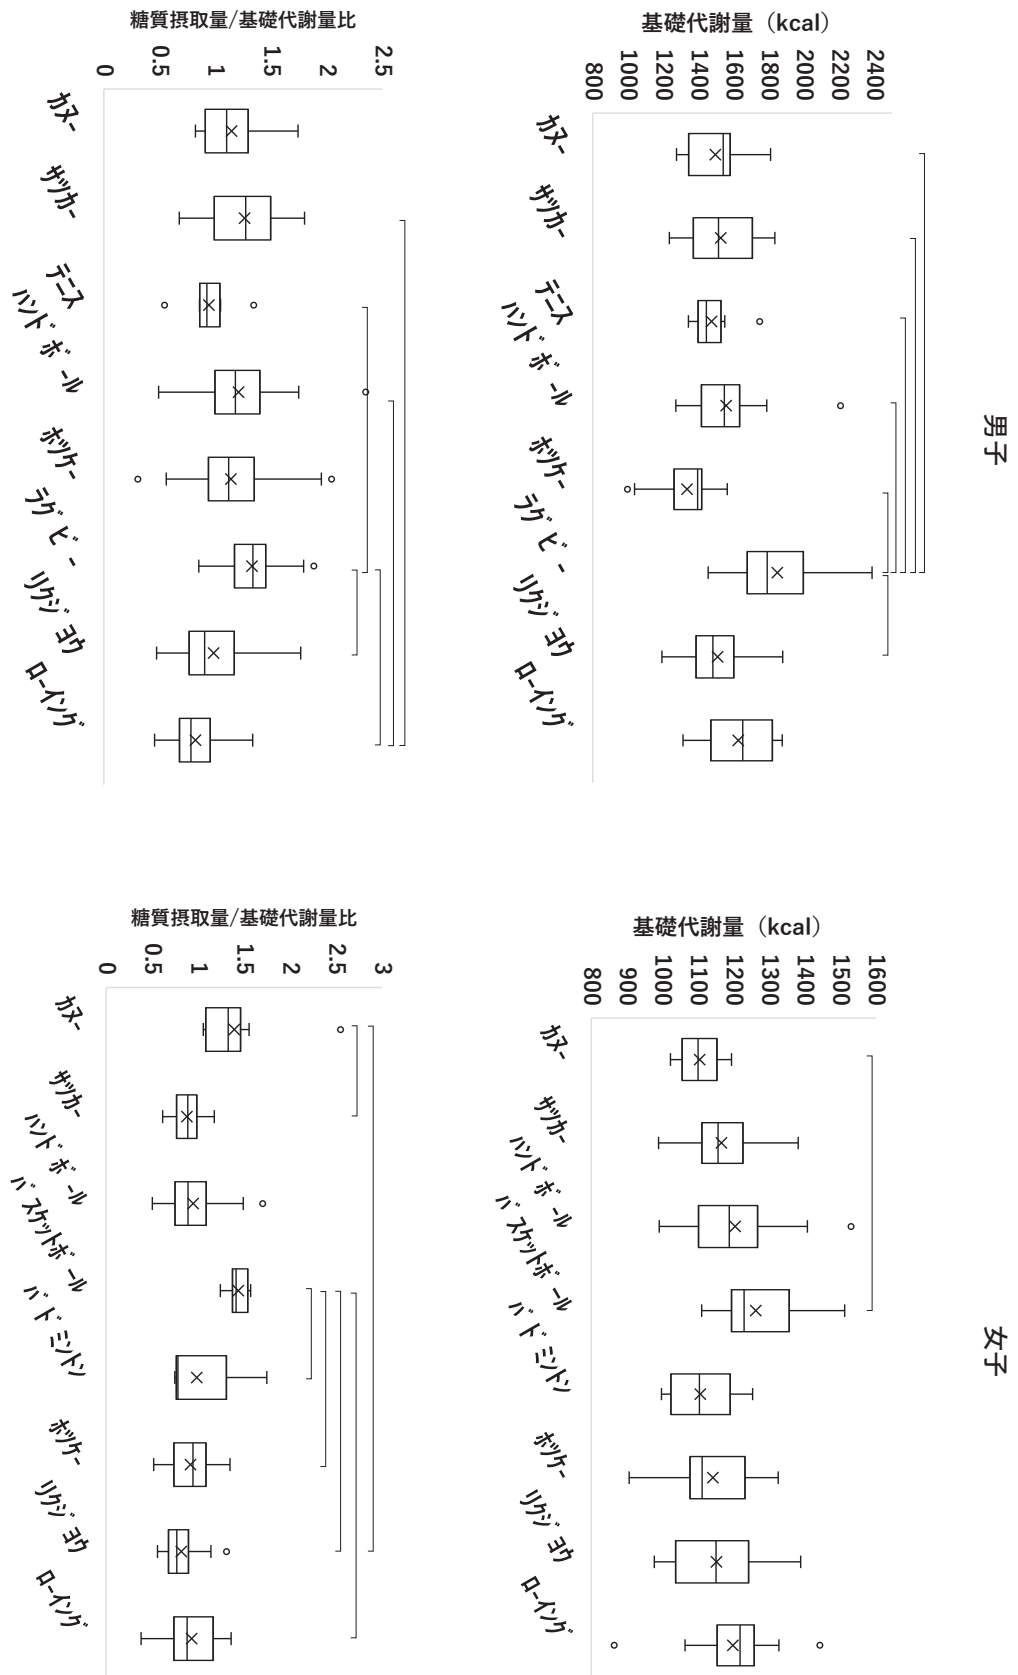 男子
基礎代謝量（kcal）
2400
2200
2000
1800
1600
1400
1200
1000
800
カヌー
サッカー
テニス
ハンドボール
ホッケー
ラグビー
リクジョウ
ローイング
糖質摂取量/基礎代謝量比
2.5
2
1.5
1
0.5
0
カヌー
サッカー
テニス
ハンドボール
ホッケー
ラグビー
リクジョウ
ローイング
女子
基礎代謝量（kcal）
1600
1500
1400
1300
1200
1100
1000
900
800
カヌー
サッカー
ハンドボール
バスケットボール
バドミントン
ホッケー
リクジョウ
ローイング
糖質摂取量/基礎代謝量比
3
2.5
2
1.5
1
0.5
0
カヌー
サッカー
ハンドボール
バスケットボール
バドミントン
ホッケー
リクジョウ
ローイング